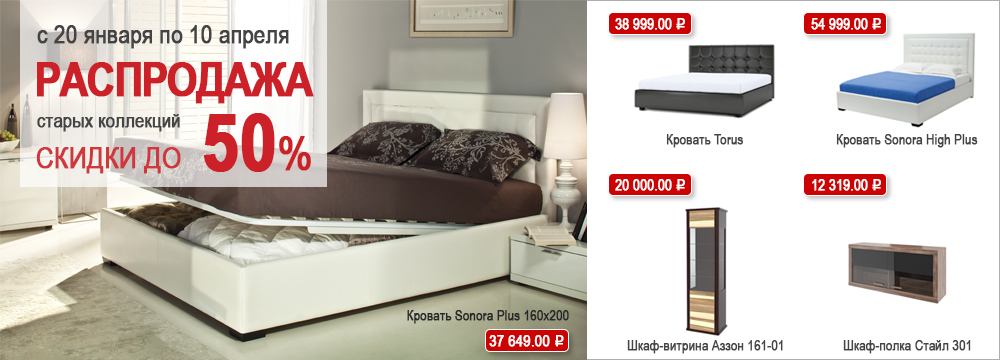 с 20 января по 10 апреля
РАСПРОДАЖА
старых коллекций
СКИДКИ ДО 50%
Кровать Sonora Plus 160x200
37 649.00 ₽
38 999.00 ₽
Кровать Torus
54 999.00 ₽
Кровать Sonora High Plus
20 000.00 ₽
Шкаф-витрина Аззон 161-01
12 319.00 ₽
Шкаф-полка Стайл 301